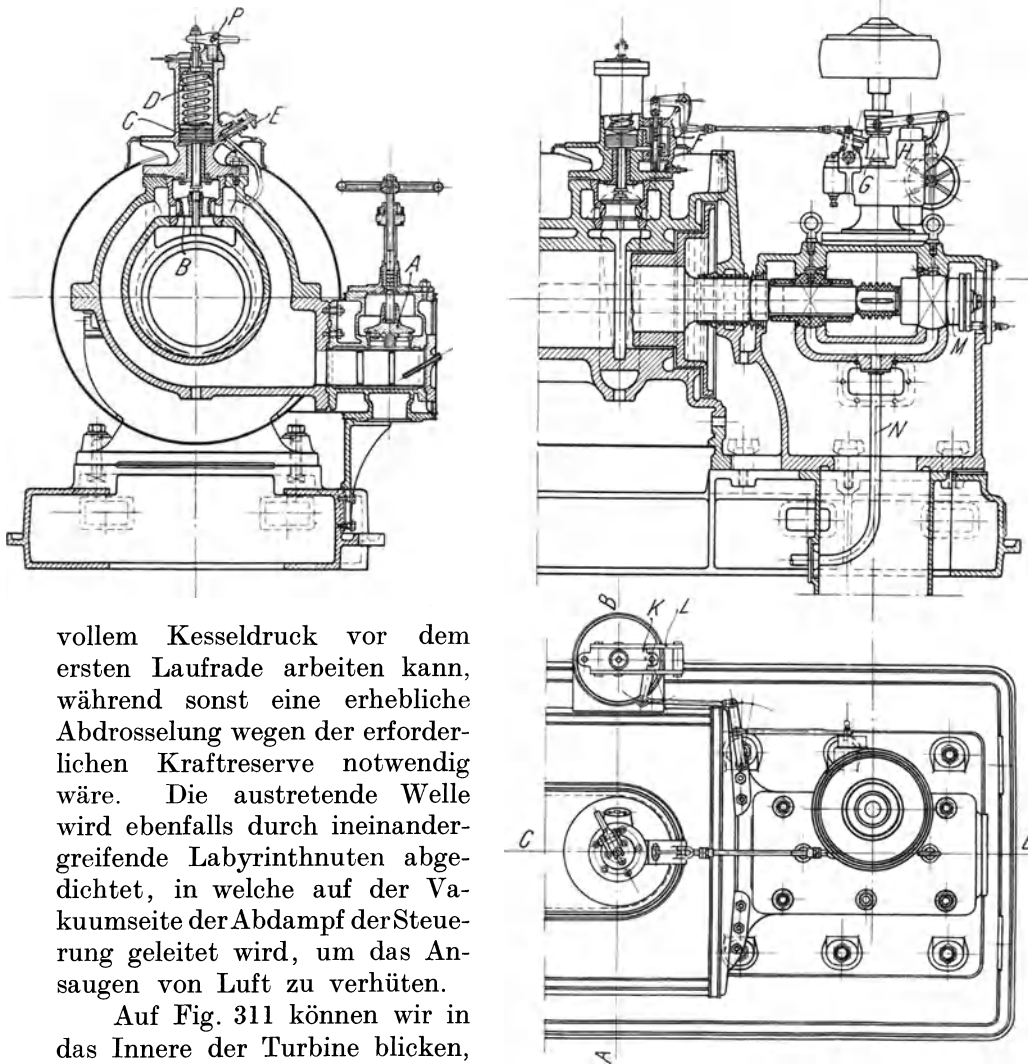 P
D
C
E
A
B
F
H
G
M
N
vollem Kesseldruck vor dem
ersten Laufrade arbeiten kann,
während sonst eine erhebliche
Abdrosselung wegen der erforder-
lichen Kraftreserve notwendig
wäre. Die austretende Welle
wird ebenfalls durch ineinander-
greifende Labyrinthnuten abge-
dichtet, in welche auf der Va-
kuumseite der Abdampf der Steue-
rung geleitet wird, um das An-
saugen von Luft zu verhüten.
Auf Fig. 311 können wir in
das Innere der Turbine blicken,
B
K L
C
A